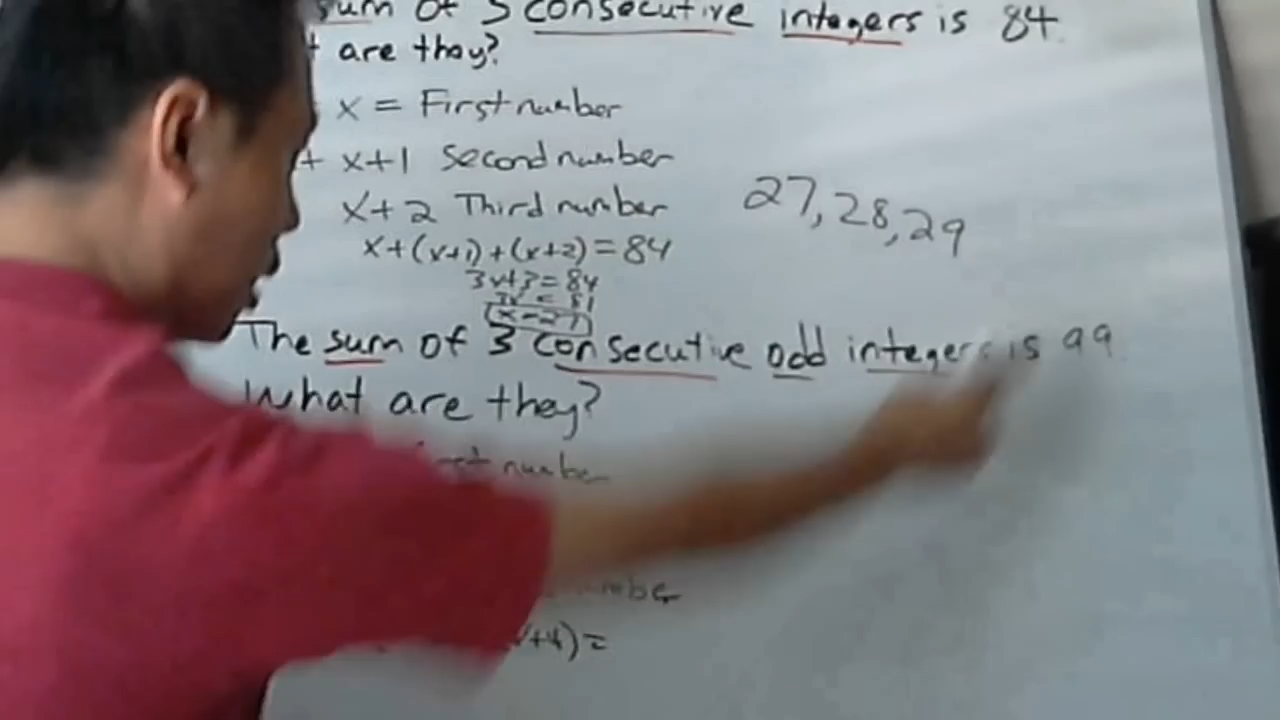 sum of 3 consecutive integers is 84.
are they?
x = First number
+ x+1 Second number
x+2 Third number
27, 28, 29
x+(x+1)+(x+2)=84
3x+3=84
3x = 81
x=27
The sum of 3 consecutive odd integers is 99.
What are they?
number
x+4)=